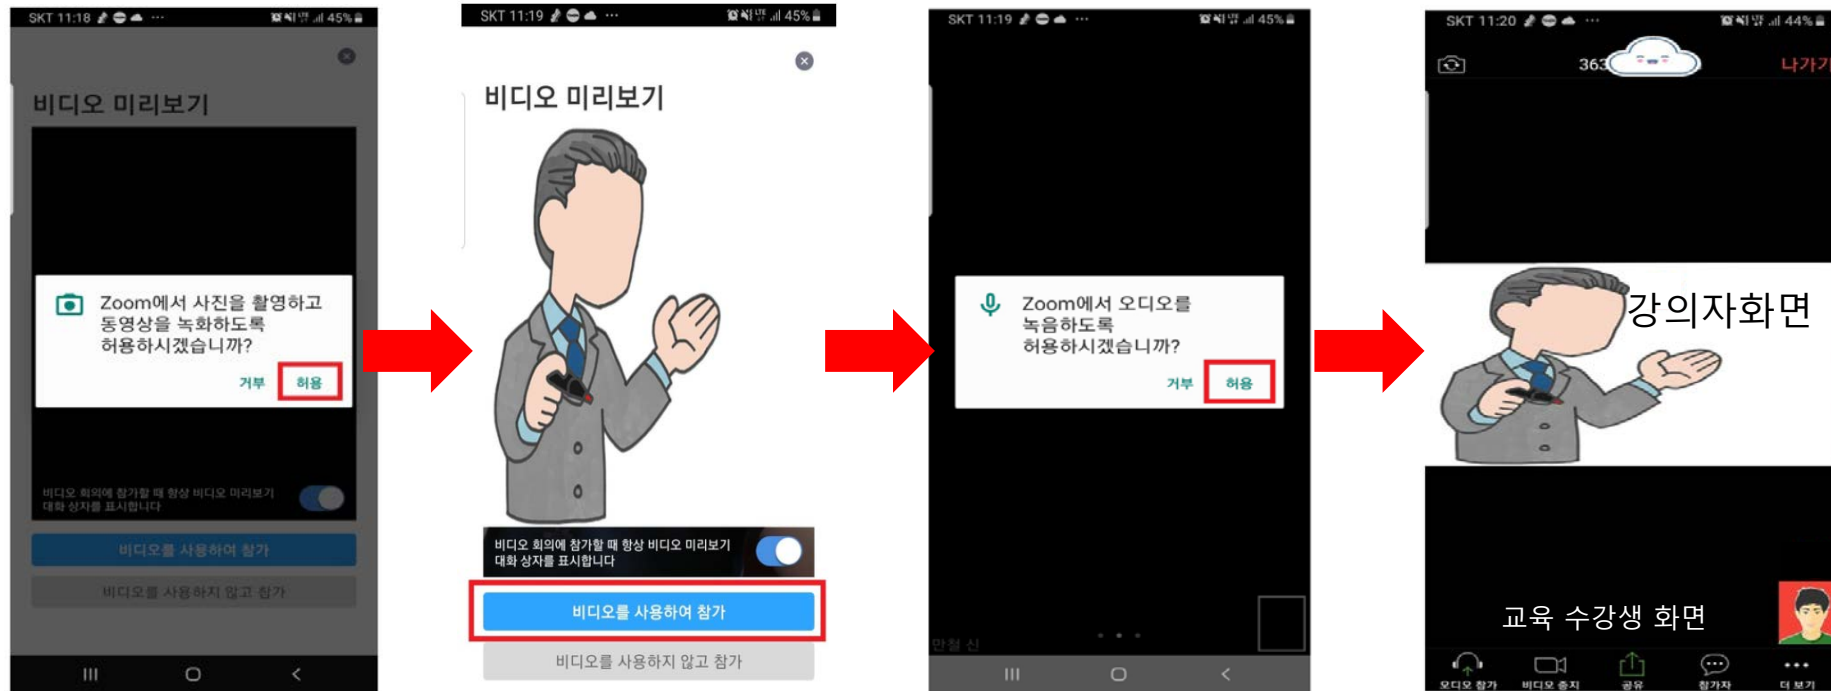 SKT 11:18
45%
비디오 미리보기
Zoom에서 사진을 촬영하고
동영상을 녹화하도록
허용하시겠습니까?
거부 허용
비디오 회의에 참가할 때 항상 비디오 미리보기
대화 상자를 표시합니다
비디오를 사용하여 참가
비디오를 사용하지 않고 참가
SKT 11:19 ... LTE 45%
비디오 미리보기
비디오 회의에 참가할 때 항상 비디오 미리보기
대화 상자를 표시합니다
비디오를 사용하여 참가
비디오를 사용하지 않고 참가
SKT 11:19 ... LTE 45%
Zoom에서 오디오를
녹음하도록
허용하시겠습니까?
거부 허용
만철 신
SKT 11:20 ... LTE 44%
363
나가기
강의자화면
교육 수강생 화면
오디오 참가 비디오 중지 공유 참가자 더 보기